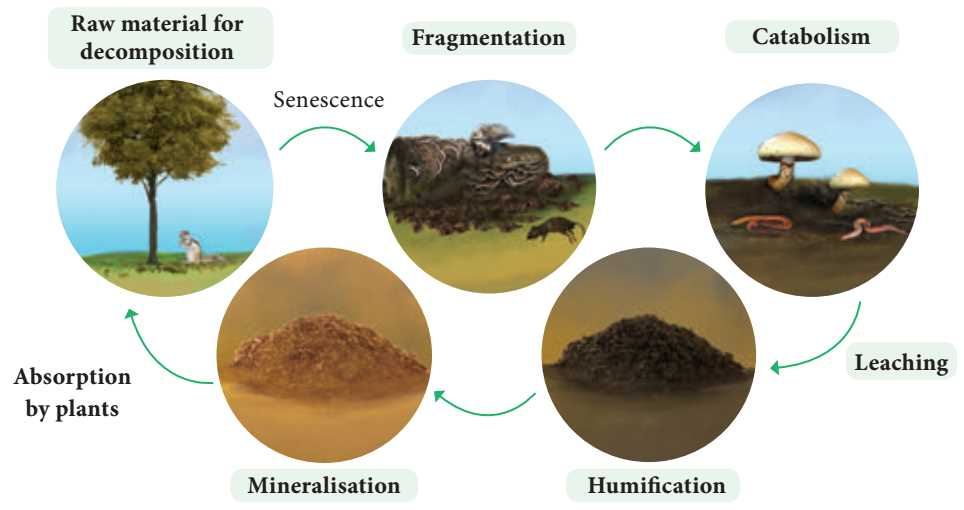 Raw material for
decomposition
Fragmentation
Catabolism
Senescence
Leaching
Absorption
by plants
Mineralisation
Humification